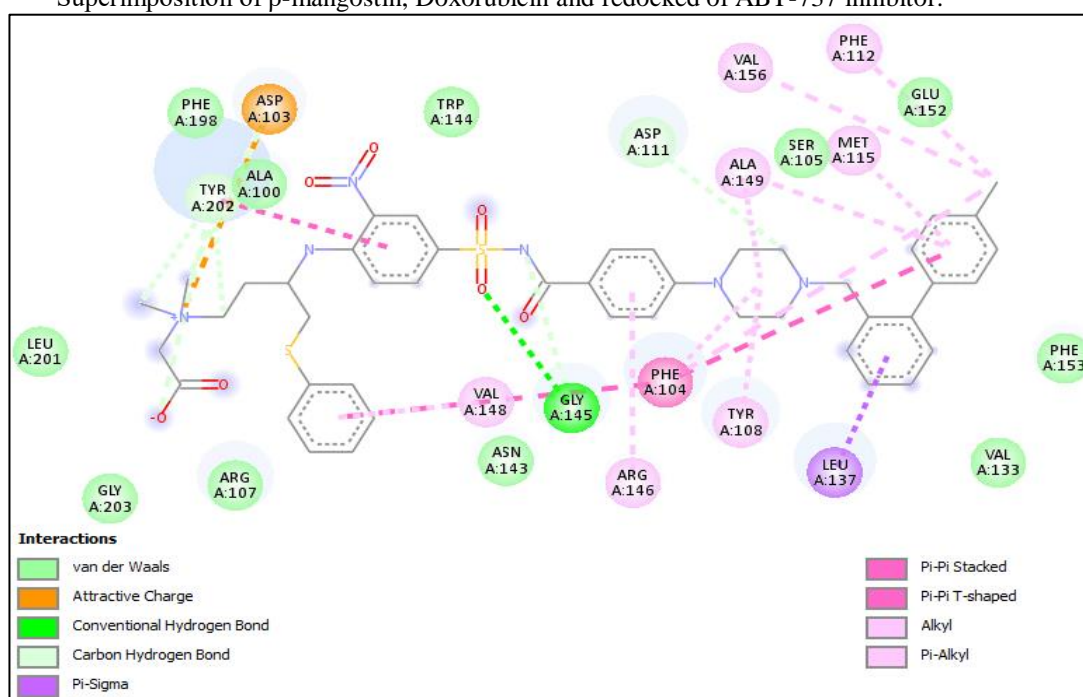 Superimposition of β-mangostin, Doxorubicin and redocked of ABT-737 inhibitor.
PHE
A:198
ASP
A:103
TRP
A:144
VAL
A:156
PHE
A:112
GLU
A:152
ASP
A:111
SER
A:105
MET
A:115
ALA
A:149
ALA
A:100
TYR
A:202
O
O
N
O
N
S
N
O
O
N
N
N
+
S
O
-O
LEU
A:201
PHE
A:153
PHE
A:104
VAL
A:148
GLY
A:145
TYR
A:108
ASN
A:143
ARG
A:146
LEU
A:137
VAL
A:133
ARG
A:107
GLY
A:203
Interactions
van der Waals
Attractive Charge
Conventional Hydrogen Bond
Carbon Hydrogen Bond
Pi-Sigma
Pi-Pi Stacked
Pi-Pi T-shaped
Alkyl
Pi-Alkyl